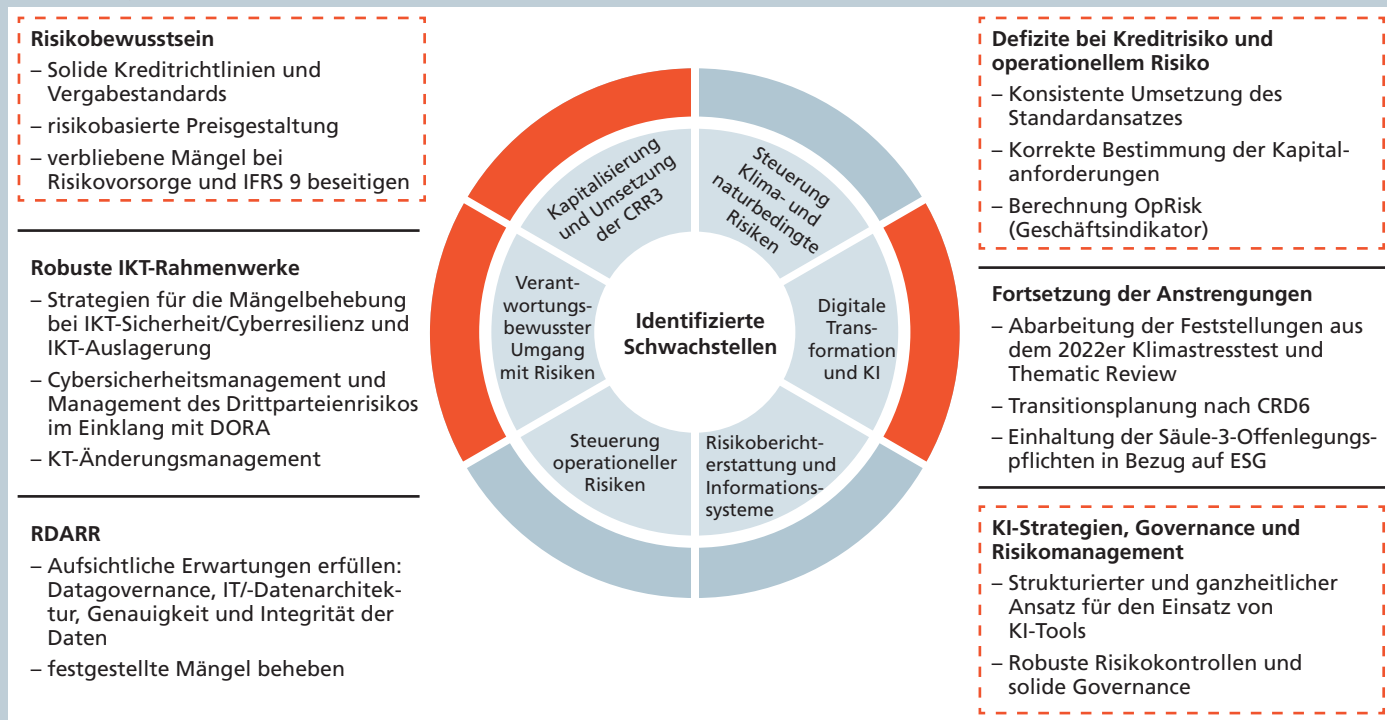 Risikobewusstsein
– Solide Kreditrichtlinien und
Vergabestandards
– risikobasierte Preisgestaltung
– verbliebene Mängel bei
Risikovorsorge und IFRS 9 beseitigen
Robuste IKT-Rahmenwerke
– Strategien für die Mängelbehebung
bei IKT-Sicherheit/Cyberresilienz und
IKT-Auslagerung
– Cybersicherheitsmanagement und
Management des Drittparteienrisikos
im Einklang mit DORA
– KT-Änderungsmanagement
RDARR
– Aufsichtliche Erwartungen erfüllen:
Datagovernance, IT/-Datenarchitek-
tur, Genauigkeit und Integrität der
Daten
– festgestellte Mängel beheben
Kapitalisierung
und Umsetzung
der CRR3
Steuerung
Klima- und
naturbedingte
Risiken
Verant-
wortungs-
bewusster
Umgang
mit Risiken
Identifizierte
Schwachstellen
Digitale
Trans-
formation
und KI
Steuerung
operationeller
Risiken
Risikobericht-
erstattung und
Informations-
systeme
Defizite bei Kreditrisiko und
operationellem Risiko
– Konsistente Umsetzung des
Standardansatzes
– Korrekte Bestimmung der Kapital-
anforderungen
– Berechnung OpRisk
(Geschäftsindikator)
Fortsetzung der Anstrengungen
– Abarbeitung der Feststellungen aus
dem 2022er Klimastresstest und
Thematic Review
– Transitionsplanung nach CRD6
– Einhaltung der Säule-3-Offenlegungs-
pflichten in Bezug auf ESG
KI-Strategien, Governance und
Risikomanagement
– Strukturierter und ganzheitlicher
Ansatz für den Einsatz von
KI-Tools
– Robuste Risikokontrollen und
solide Governance